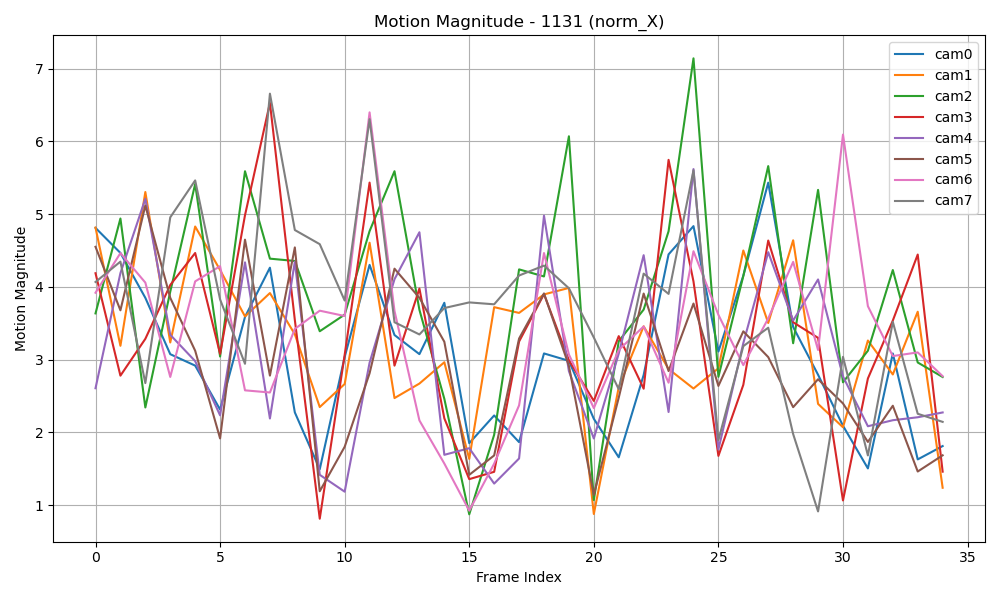 Motion Magnitude - 1131 (norm_X)
cam0
cam1
cam2
cam3
cam4
cam5
cam6
cam7
Motion Magnitude
7
6
5
4
3
2
1
0 5 10 15 20 25 30 35
Frame Index